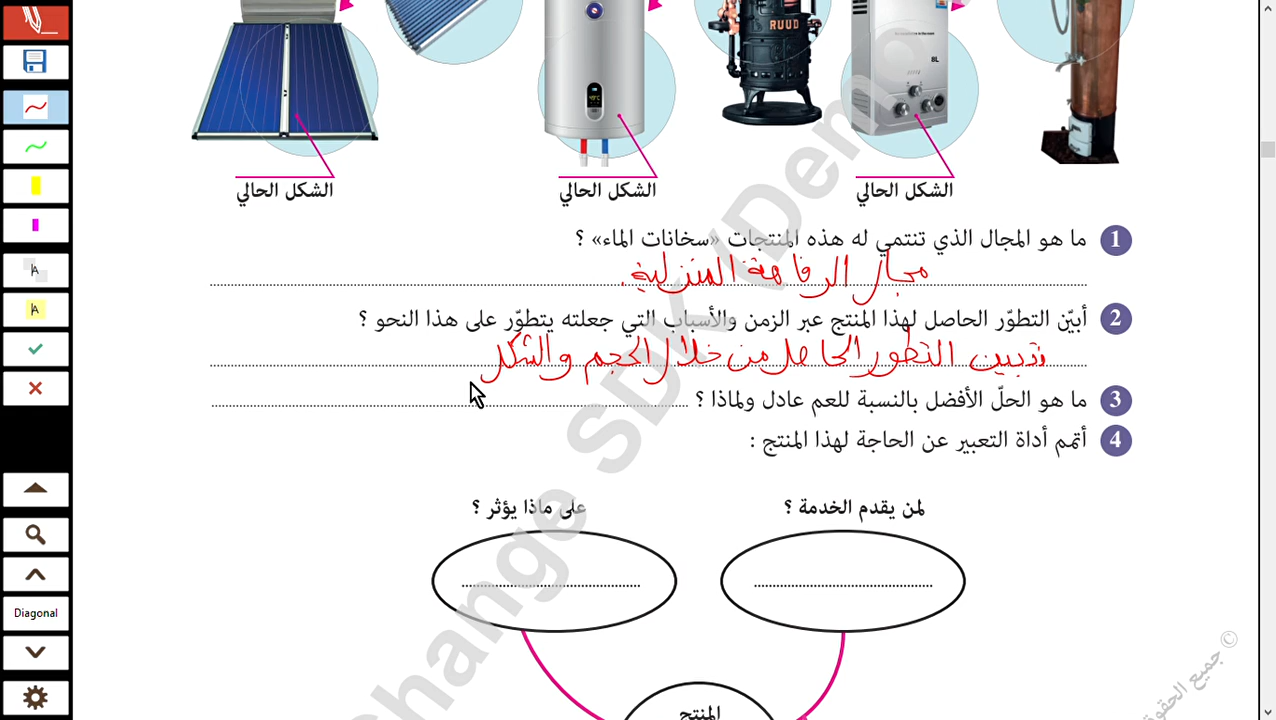 RUUD
8L
الشكل الحالي
الشكل الحالي
الشكل الحالي
1 ما هو المجال الذي تنتمي له هذه المنتجات «سخانات الماء» ؟
مجال الرفاهة المنزلية.
2 أبيّن التطوّر الحاصل لهذا المنتج عبر الزمن والأسباب التي جعلته يتطوّر على هذا النحو ؟
تبيين التطور الحاصل من خلال الحجم والشكل
3 ما هو الحلّ الأفضل بالنسبة للعم عادل ولماذا ؟
4 أتمم أداة التعبير عن الحاجة لهذا المنتج :
لمن يقدم الخدمة ؟
على ماذا يؤثر ؟
المنتج
Change SDK (Demo
© جميع الحقو
Diagonal